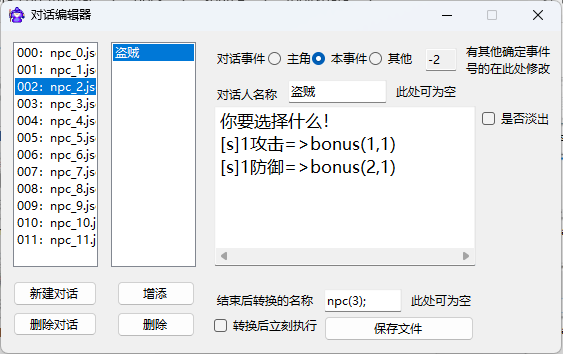 对话编辑器
000: npc_0.js
001: npc_1.js
002: npc_2.js
003: npc_3.js
004: npc_4.js
005: npc_5.js
006: npc_6.js
007: npc_7.js
008: npc_8.js
009: npc_9.js
010: npc_10.j
011: npc_11.j
盗贼
对话事件 主角 本事件 其他 -2 有其他确定事件
号的在此处修改
对话人名称 盗贼 此处可为空
你要选择什么!
[s]1攻击=>bonus(1,1)
[s]1防御=>bonus(2,1)
是否淡出
新建对话 增添
删除对话 删除
结束后转换的名称 npc(3); 此处可为空
转换后立刻执行 保存文件